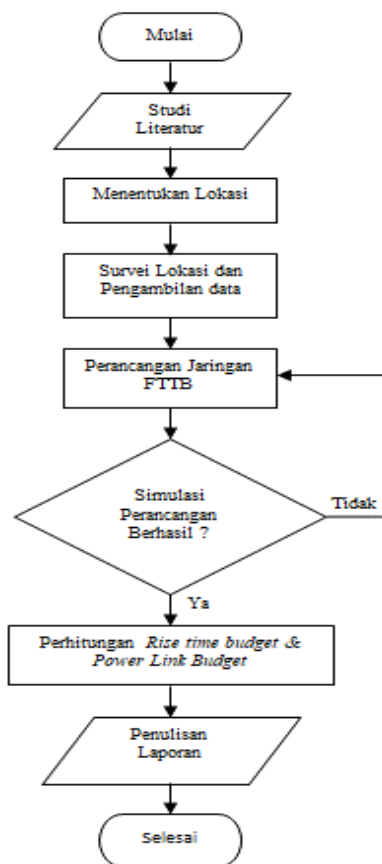 Mulai
Studi
Literatur
Menentukan Lokasi
Survei Lokasi dan
Pengambilan data
Perancangan Jaringan
FTTB
Simulasi
Perancangan
Berhasil ?
Tidak
Ya
Perhitungan Rise time budget &
Power Link Budget
Penulisan
Laporan
Selesai